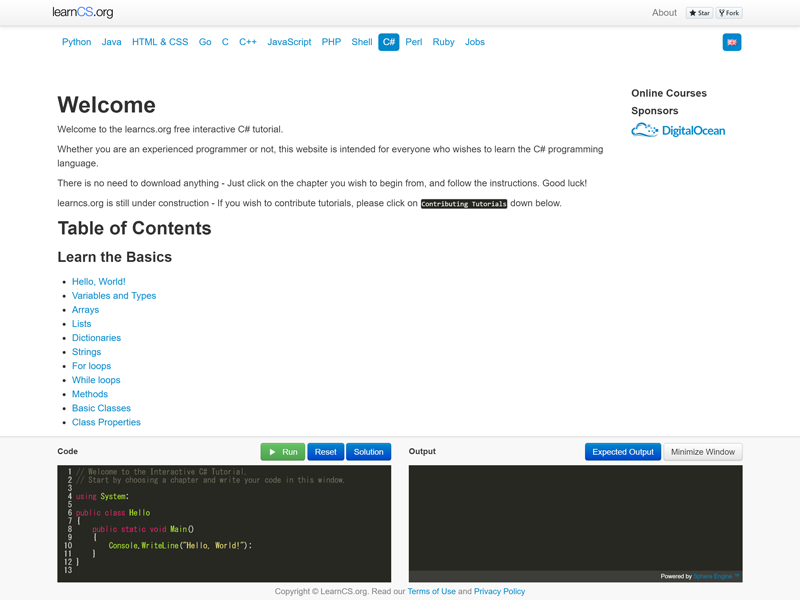 learnCS.org
About Star Fork
Python Java HTML & CSS Go C C++ JavaScript PHP Shell C# Perl Ruby Jobs
Welcome
Welcome to the learncs.org free interactive C# tutorial.
Whether you are an experienced programmer or not, this website is intended for everyone who wishes to learn the C# programming
language.
There is no need to download anything - Just click on the chapter you wish to begin from, and follow the instructions. Good luck!
learncs.org is still under construction - If you wish to contribute tutorials, please click on Contributing Tutorials down below.
Online Courses
Sponsors
DigitalOcean
Table of Contents
Learn the Basics
Hello, World!
Variables and Types
Arrays
Lists
Dictionaries
Strings
For loops
While loops
Methods
Basic Classes
Class Properties
Code Run Reset Solution
1 // Welcome to the Interactive C# Tutorial.
2 // Start by choosing a chapter and write your code in this window.
3
4 using System;
5
6 public class Hello
7 {
8 public static void Main()
9 {
10 Console.WriteLine("Hello, World!");
11 }
12 }
13
Output Expected Output Minimize Window
Powered by Sphere Engine ™
Copyright © LearnCS.org. Read our Terms of Use and Privacy Policy